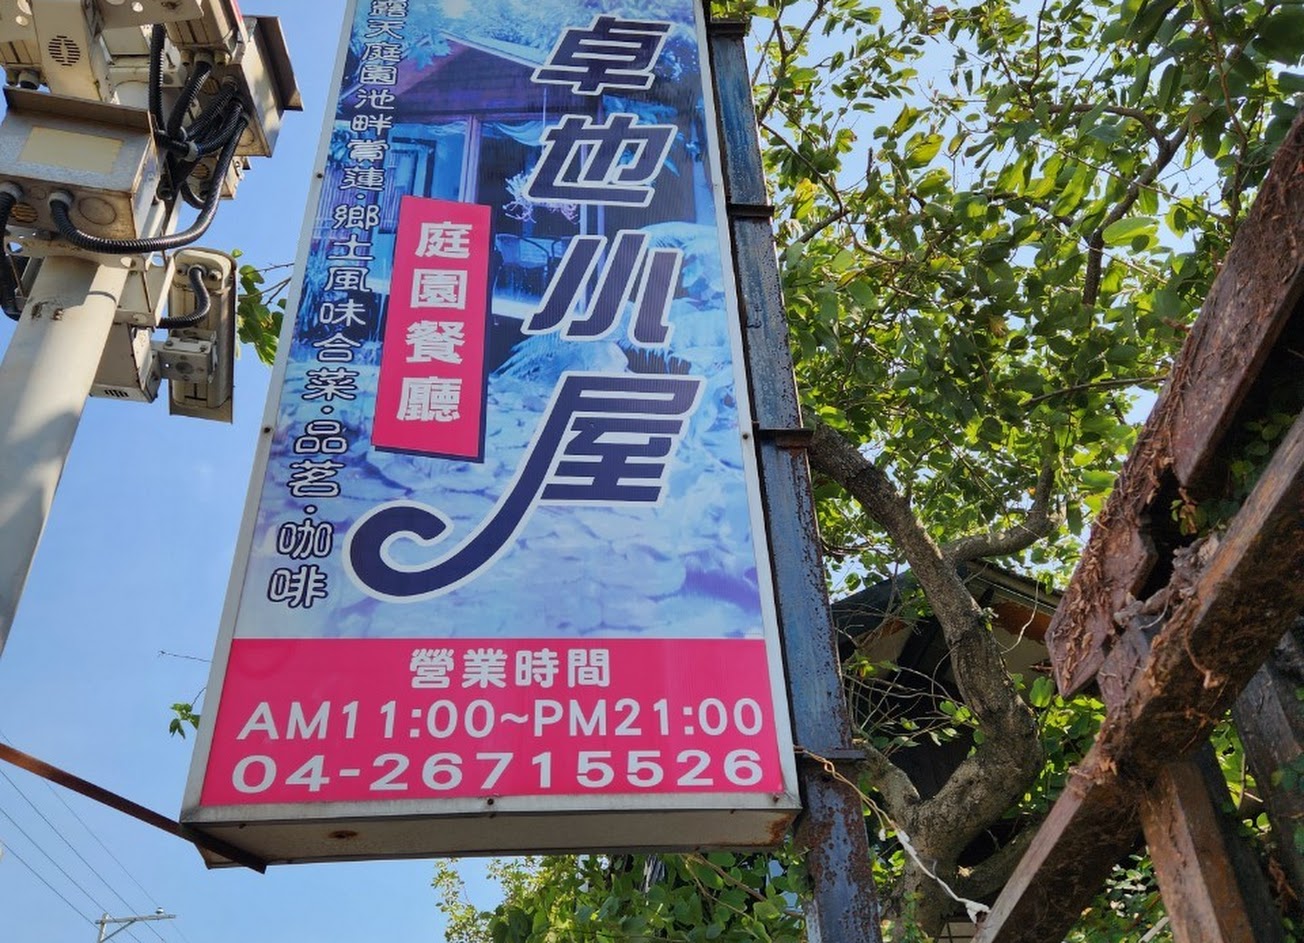 卓也小屋
庭園餐廳
露天庭園池畔賞蓮·鄉土風味合菜·品茗·咖啡
營業時間
AM11:00~PM21:00
04-26715526